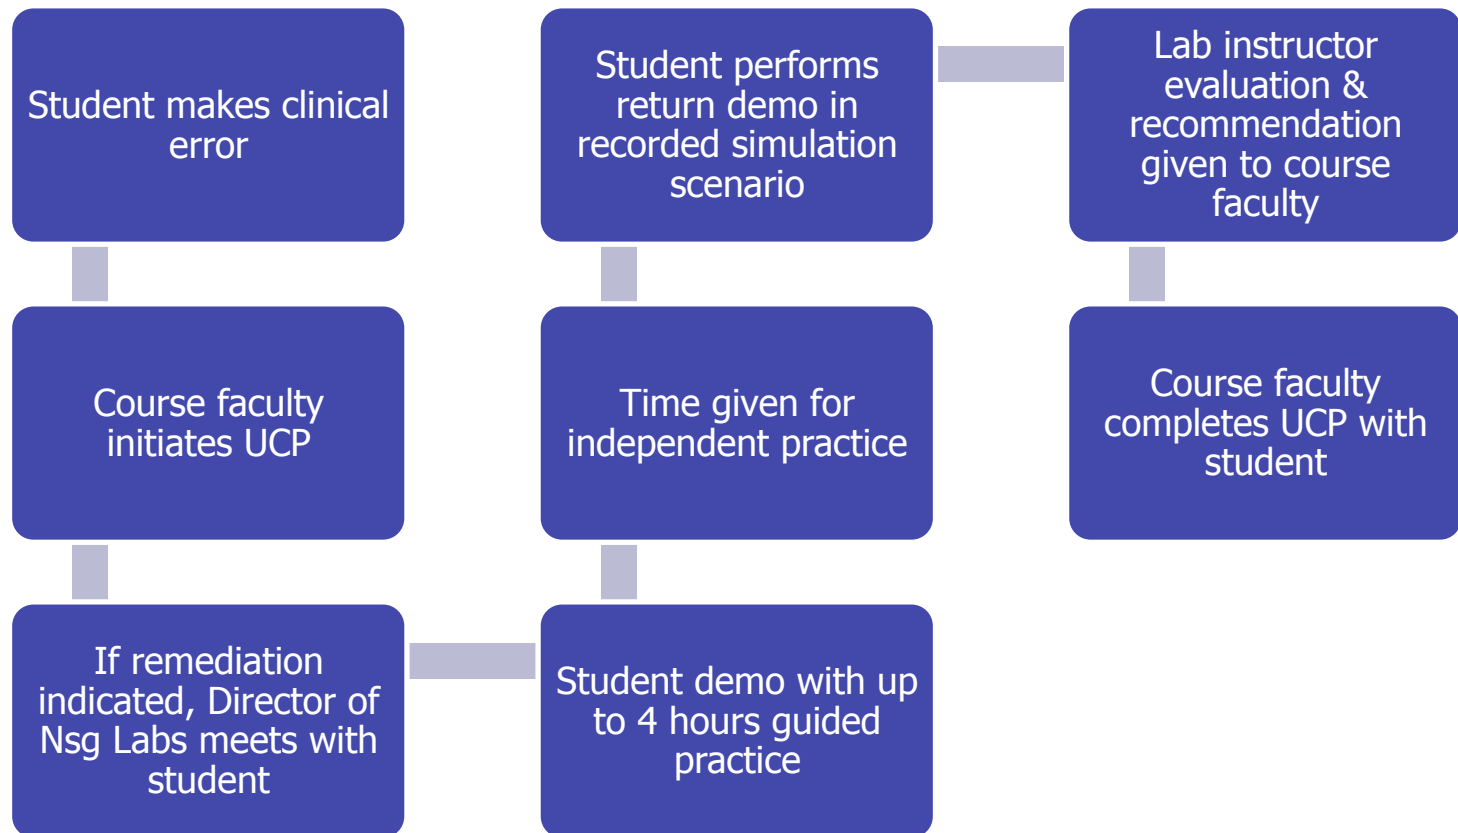 Student makes clinical
error
Course faculty
initiates UCP
If remediation
indicated, Director of
Nsg Labs meets with
student
Student demo with up
to 4 hours guided
practice
Time given for
independent practice
Student performs
return demo in
recorded simulation
scenario
Lab instructor
evaluation &
recommendation
given to course
faculty
Course faculty
completes UCP with
student